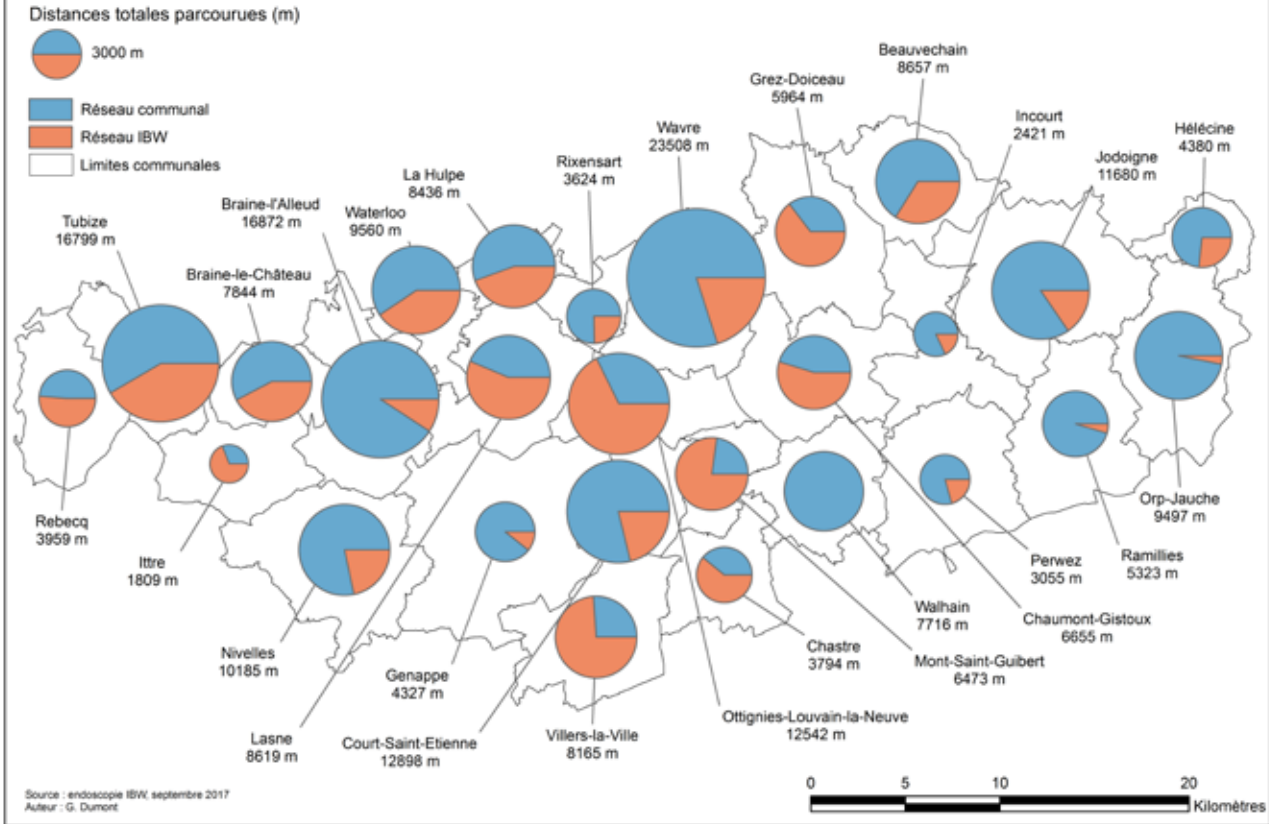 Distances totales parcourues (m)
3000 m
Réseau communal
Réseau IBW
Limites communales
Beauvechain
8657 m
Grez-Doiceau
5964 m
Incourt
2421 m
Wavre
23508 m
Hélécine
4380 m
Rixensart
3624 m
Jodoigne
11680 m
La Hulpe
8436 m
Braine-l'Alleud
16872 m
Waterloo
9560 m
Tubize
16799 m
Braine-le-Château
7844 m
Orp-Jauche
9497 m
Rebecq
3959 m
Ittre
1809 m
Perwez
3055 m
Ramillies
5323 m
Walhain
7716 m
Chaumont-Gistoux
6655 m
Nivelles
10185 m
Genappe
4327 m
Chastre
3794 m
Mont-Saint-Guibert
6473 m
Ottignies-Louvain-la-Neuve
12542 m
Lasne
8619 m
Court-Saint-Etienne
12898 m
Villers-la-Ville
8165 m
Source : endoscopie IBW, septembre 2017
Auteur : G. Dumont
0 5 10 20
Kilomètres